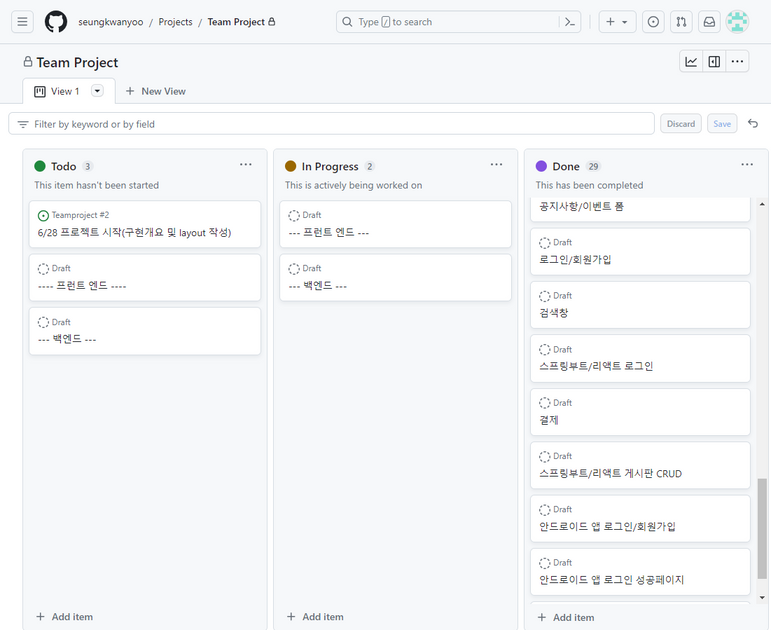 seungkwanyoo / Projects / Team Project
Type / to search
Team Project
View 1
New View
Filter by keyword or by field
Discard
Save
Todo 3
This item hasn't been started
Teamproject #2
6/28 프로젝트 시작(구현개요 및 layout 작성)
Draft
---- 프런트 엔드 ----
Draft
--- 백엔드 ---
Add item
In Progress 2
This is actively being worked on
Draft
--- 프런트 엔드 ---
Draft
--- 백엔드 ---
Add item
Done 29
This has been completed
공지사항/이벤트 폼
Draft
로그인/회원가입
Draft
검색창
Draft
스프링부트/리액트 로그인
Draft
결제
Draft
스프링부트/리액트 게시판 CRUD
Draft
안드로이드 앱 로그인/회원가입
Draft
안드로이드 앱 로그인 성공페이지
Add item